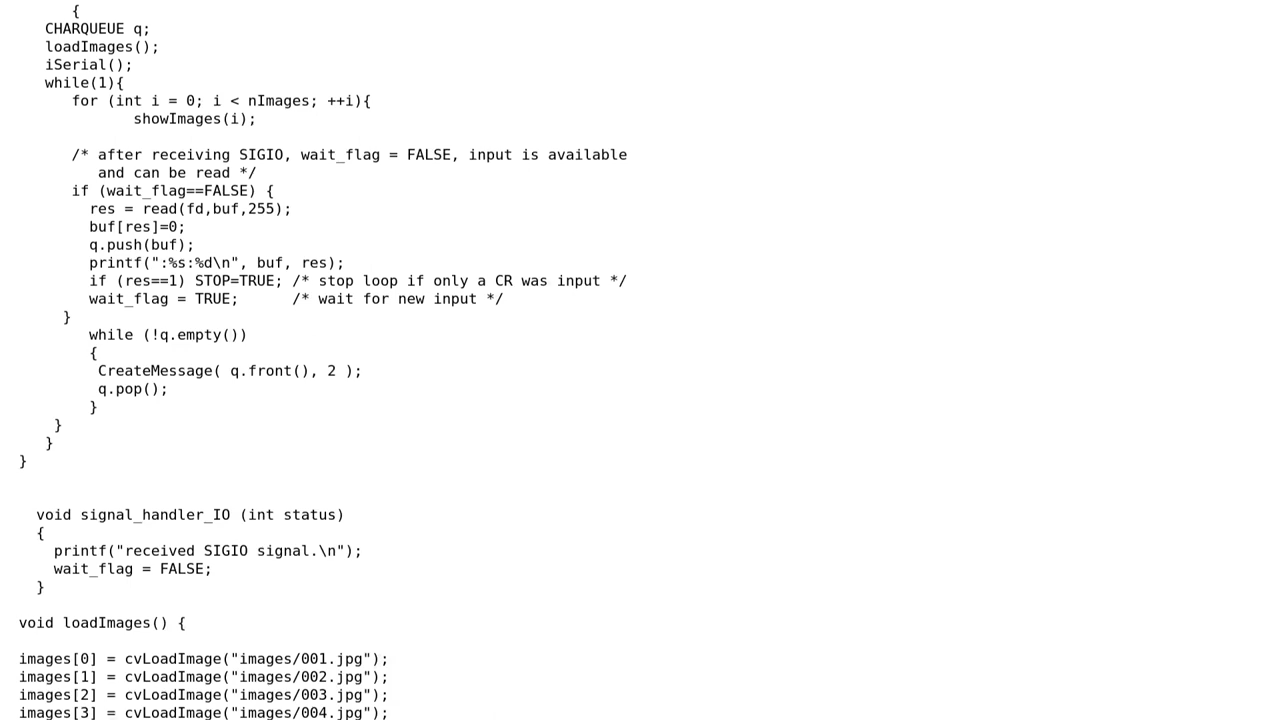 {
CHARQUEUE q;
loadImages();
iSerial();
while(1){
for (int i = 0; i < nImages; ++i){
showImages(i);
/* after receiving SIGIO, wait_flag = FALSE, input is available
and can be read */
if (wait_flag==FALSE) {
res = read(fd,buf,255);
buf[res]=0;
q.push(buf);
printf(":%s:%d\n", buf, res);
if (res==1) STOP=TRUE; /* stop loop if only a CR was input */
wait_flag = TRUE;      /* wait for new input */
}
while (!q.empty())
{
CreateMessage( q.front(), 2 );
q.pop();
}
}
}
}
void signal_handler_IO (int status)
{
printf("received SIGIO signal.\n");
wait_flag = FALSE;
}
void loadImages() {
images[0] = cvLoadImage("images/001.jpg");
images[1] = cvLoadImage("images/002.jpg");
images[2] = cvLoadImage("images/003.jpg");
images[3] = cvLoadImage("images/004.jpg");